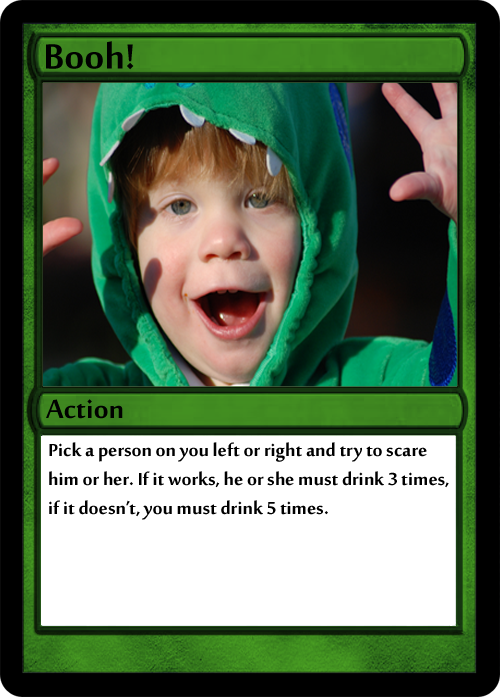 Booh!
Action
Pick a person on you left or right and try to scare
him or her. If it works, he or she must drink 3 times,
if it doesn't, you must drink 5 times.